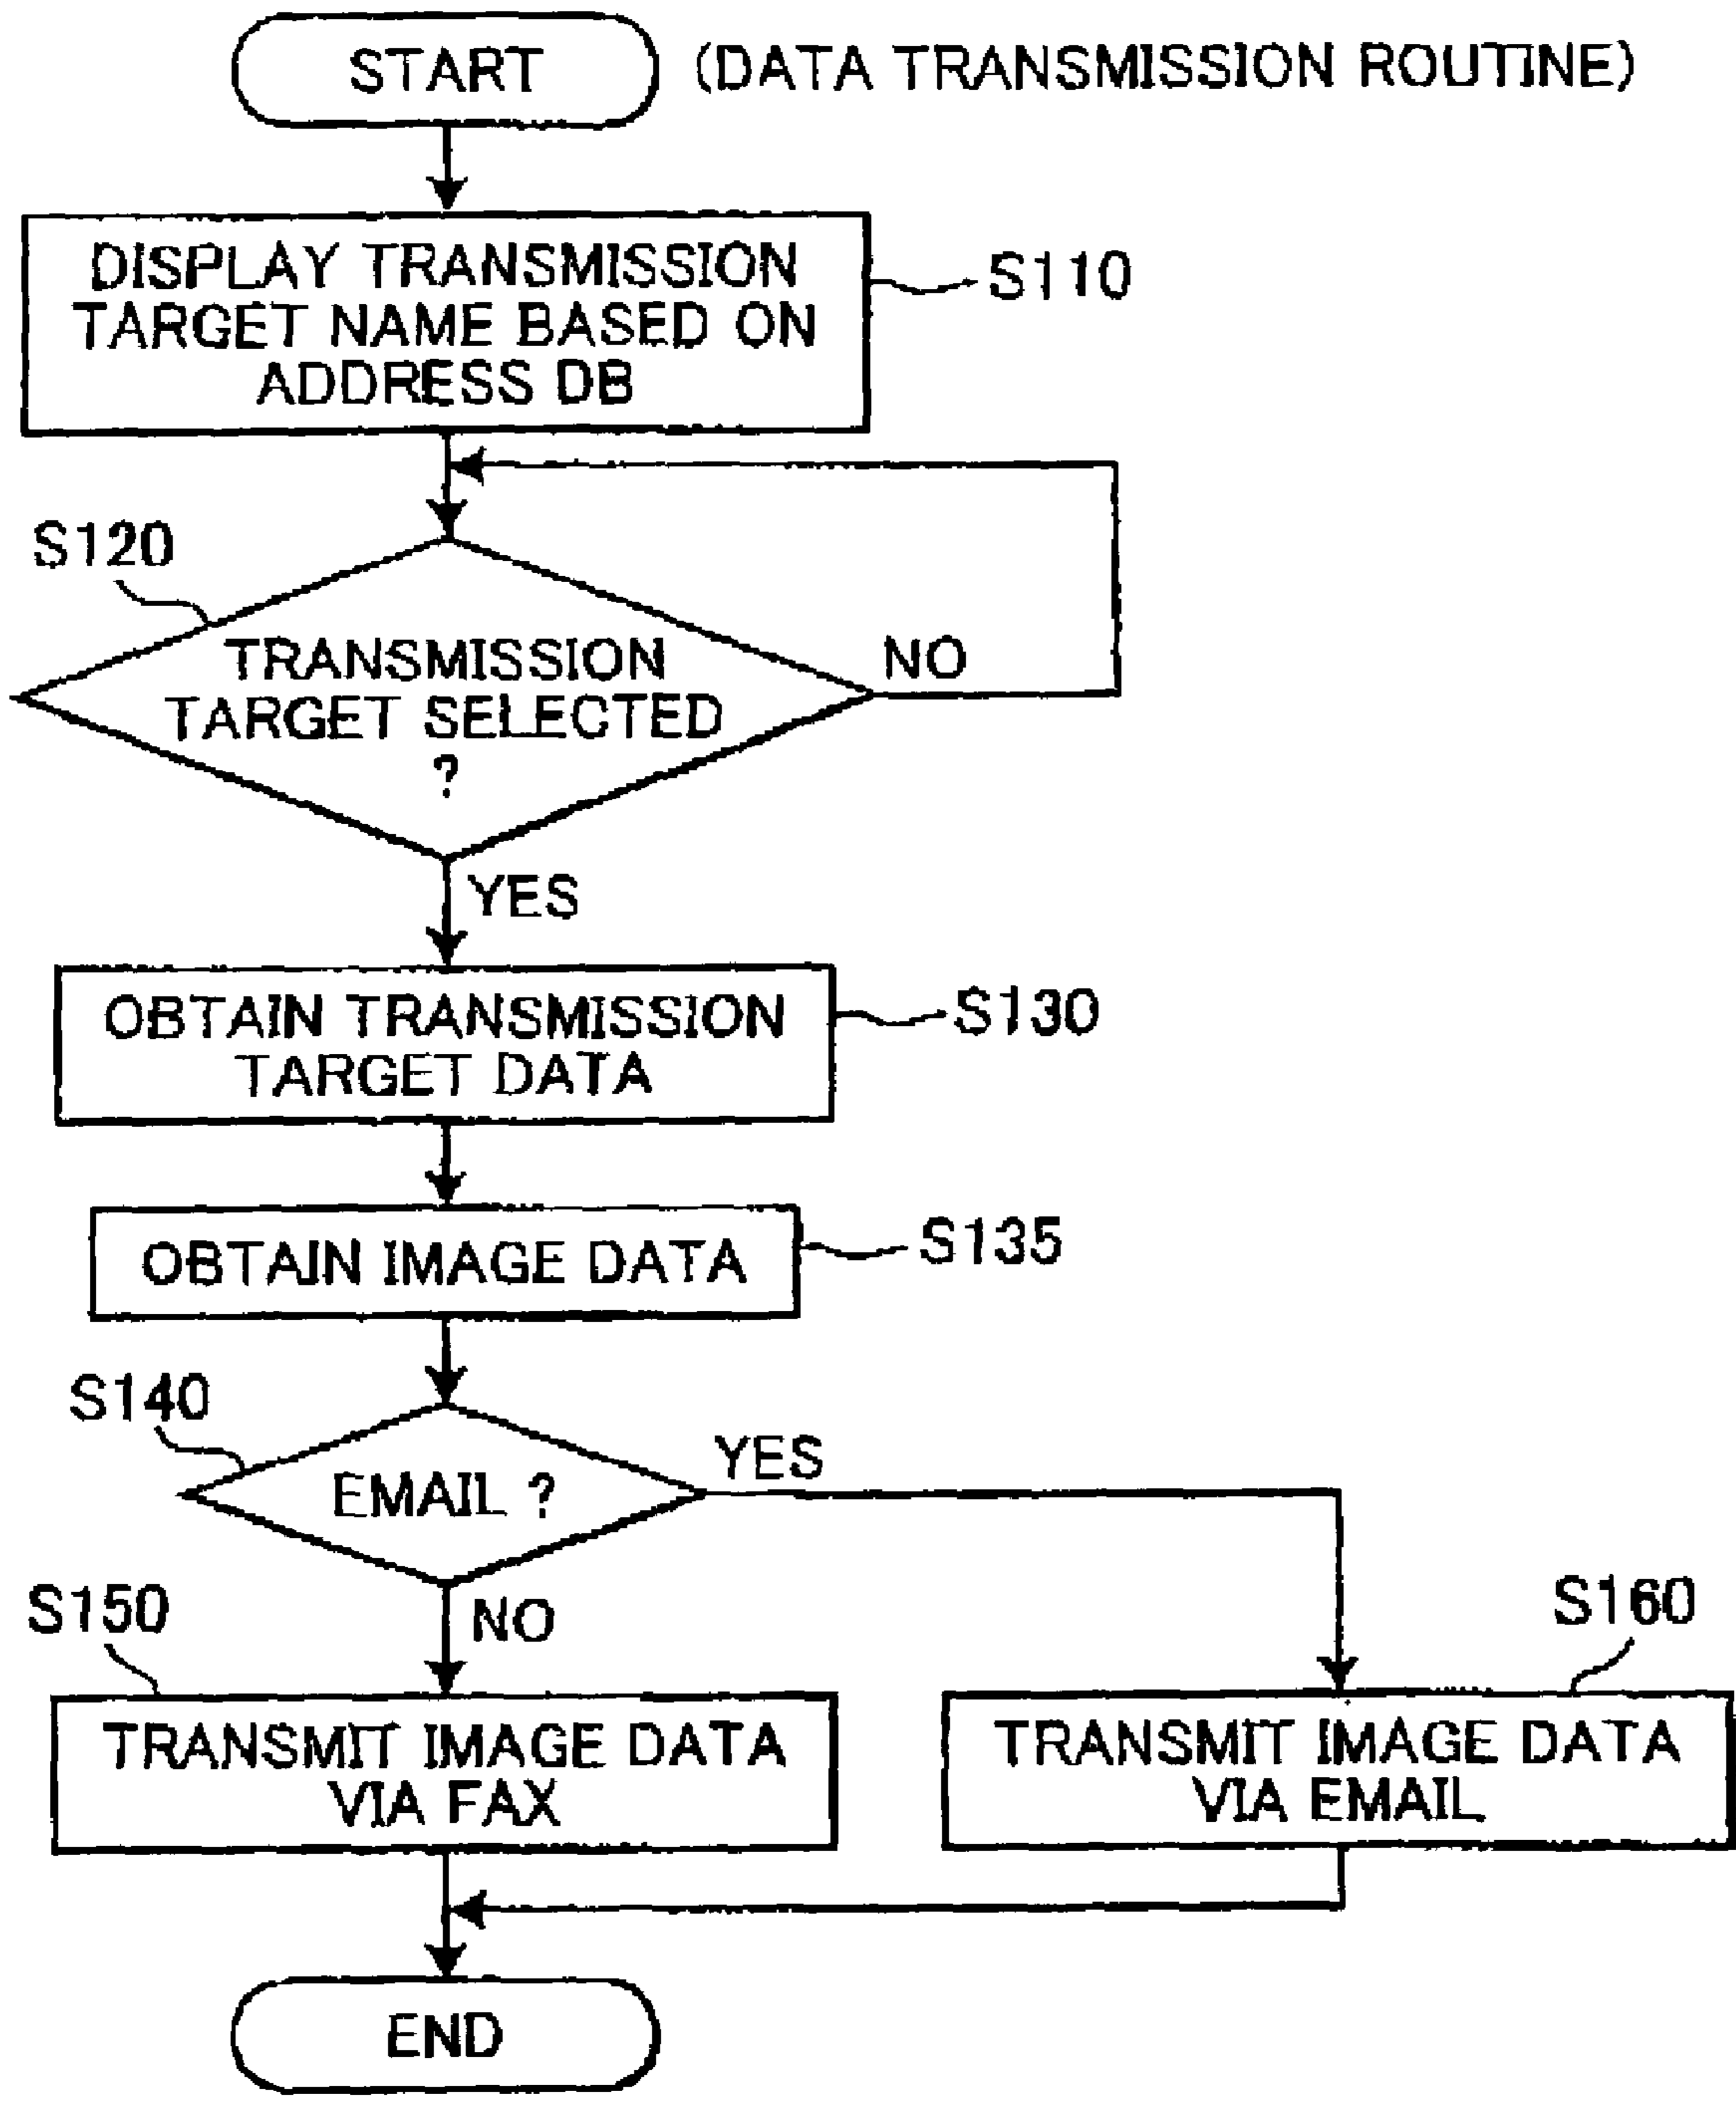 START
(DATA TRANSMISSION ROUTINE)
DISPLAY TRANSMISSION
TARGET NAME BASED ON
ADDRESS DB
S110
S120
TRANSMISSION
TARGET SELECTED
?
NO
YES
OBTAIN TRANSMISSION
TARGET DATA
S130
OBTAIN IMAGE DATA
S135
S140
EMAIL ?
YES
NO
S150
TRANSMIT IMAGE DATA
VIA FAX
S160
TRANSMIT IMAGE DATA
VIA EMAIL
END